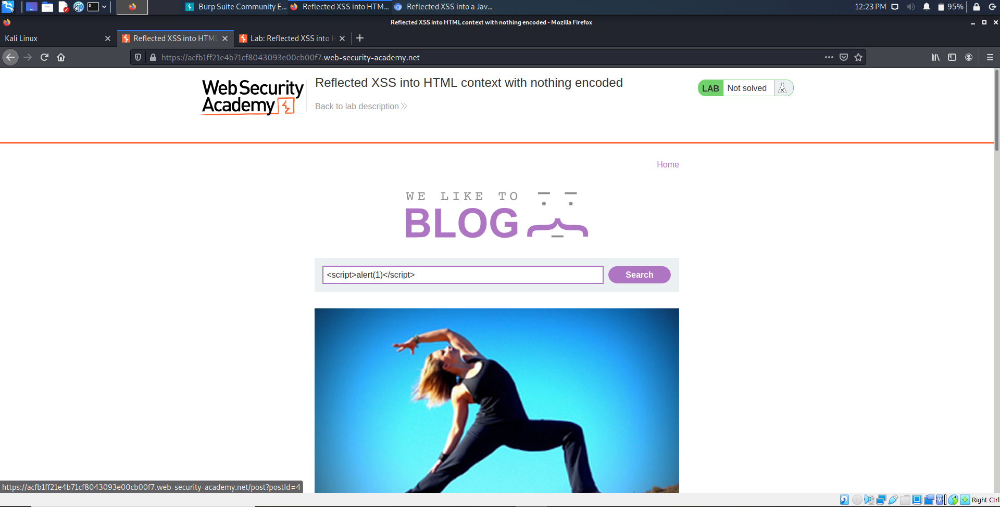 Burp Suite Community E... Reflected XSS into HTM... Reflected XSS into a Jav... 12:23 PM 95%
Reflected XSS into HTML context with nothing encoded - Mozilla Firefox
Kali Linux Reflected XSS into HTML Lab: Reflected XSS into H
https://acfb1ff21e4b71cf8043093e00cb00f7.web-security-academy.net
Web Security
Academy
Reflected XSS into HTML context with nothing encoded
Back to lab description
LAB Not solved
Home
WE LIKE TO
BLOG
<script>alert(1)</script> Search
https://acfb1ff21e4b71cf8043093e00cb00f7.web-security-academy.net/post?postId=4
Right Ctrl